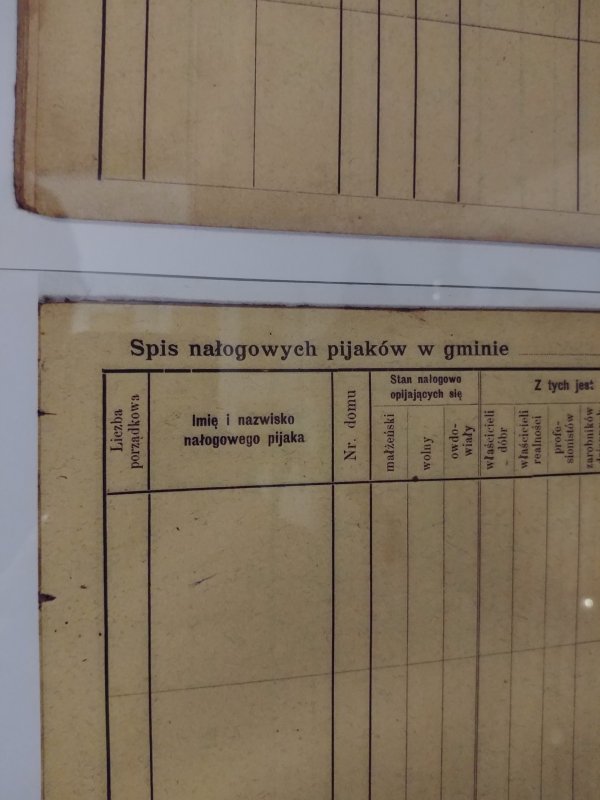 Spis nałogowych pijaków w gminie
Liczba
porządkowa
Imię i nazwisko
nałogowego pijaka
Nr. domu
Stan nałogowo
opijających się
małżeński
wolny
owdo-
wiały
Z tych jest
właścicieli
dóbr
właścicieli
realności
profe-
sionistów
zarobników